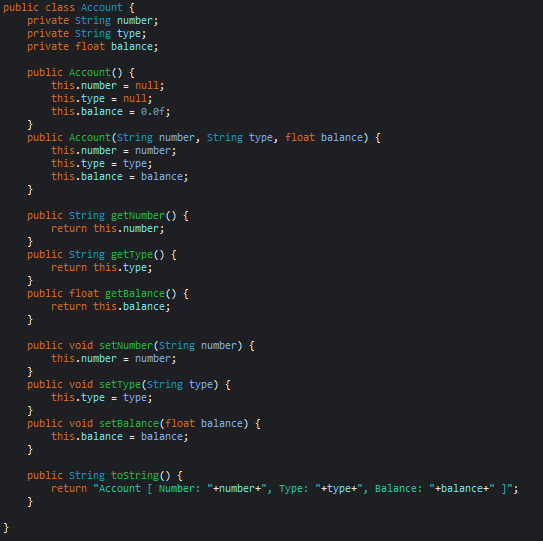 public class Account {
    private String number;
    private String type;
    private float balance;

    public Account() {
        this.number = null;
        this.type = null;
        this.balance = 0.0f;
    }
    public Account(String number, String type, float balance) {
        this.number = number;
        this.type = type;
        this.balance = balance;
    }

    public String getNumber() {
        return this.number;
    }
    public String getType() {
        return this.type;
    }
    public float getBalance() {
        return this.balance;
    }

    public void setNumber(String number) {
        this.number = number;
    }
    public void setType(String type) {
        this.type = type;
    }
    public void setBalance(float balance) {
        this.balance = balance;
    }

    public String toString() {
        return "Account [ Number: "+number+", Type: "+type+", Balance: "+balance+" ]";
    }

}